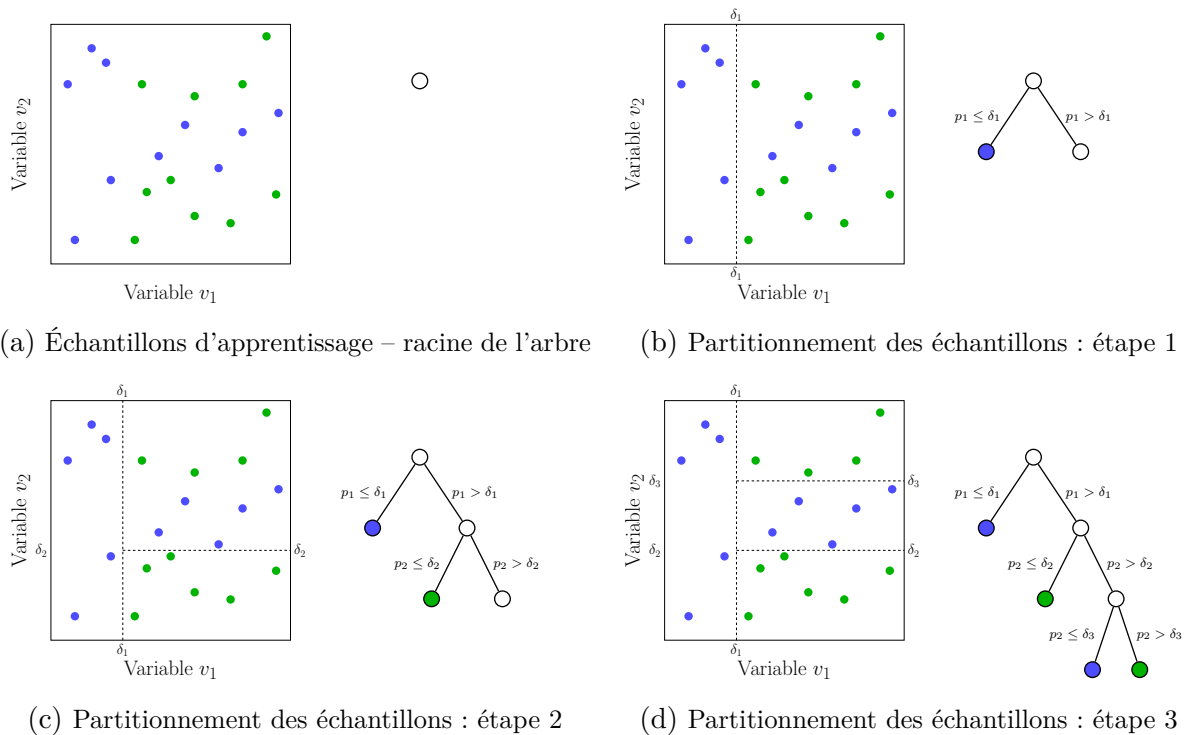 Variable v₂
Variable v₁
(a) Échantillons d'apprentissage – racine de l'arbre
δ₁
Variable v₂
p₁ ≤ δ₁
p₁ > δ₁
δ₁
Variable v₁
(b) Partitionnement des échantillons : étape 1
δ₁
Variable v₂
δ₂
δ₂
p₁ ≤ δ₁
p₁ > δ₁
p₂ ≤ δ₂
p₂ > δ₂
δ₁
Variable v₁
(c) Partitionnement des échantillons : étape 2
δ₁
Variable v₂
δ₃
δ₃
δ₂
δ₂
p₁ ≤ δ₁
p₁ > δ₁
p₂ ≤ δ₂
p₂ > δ₂
p₂ ≤ δ₃
p₂ > δ₃
δ₁
Variable v₁
(d) Partitionnement des échantillons : étape 3